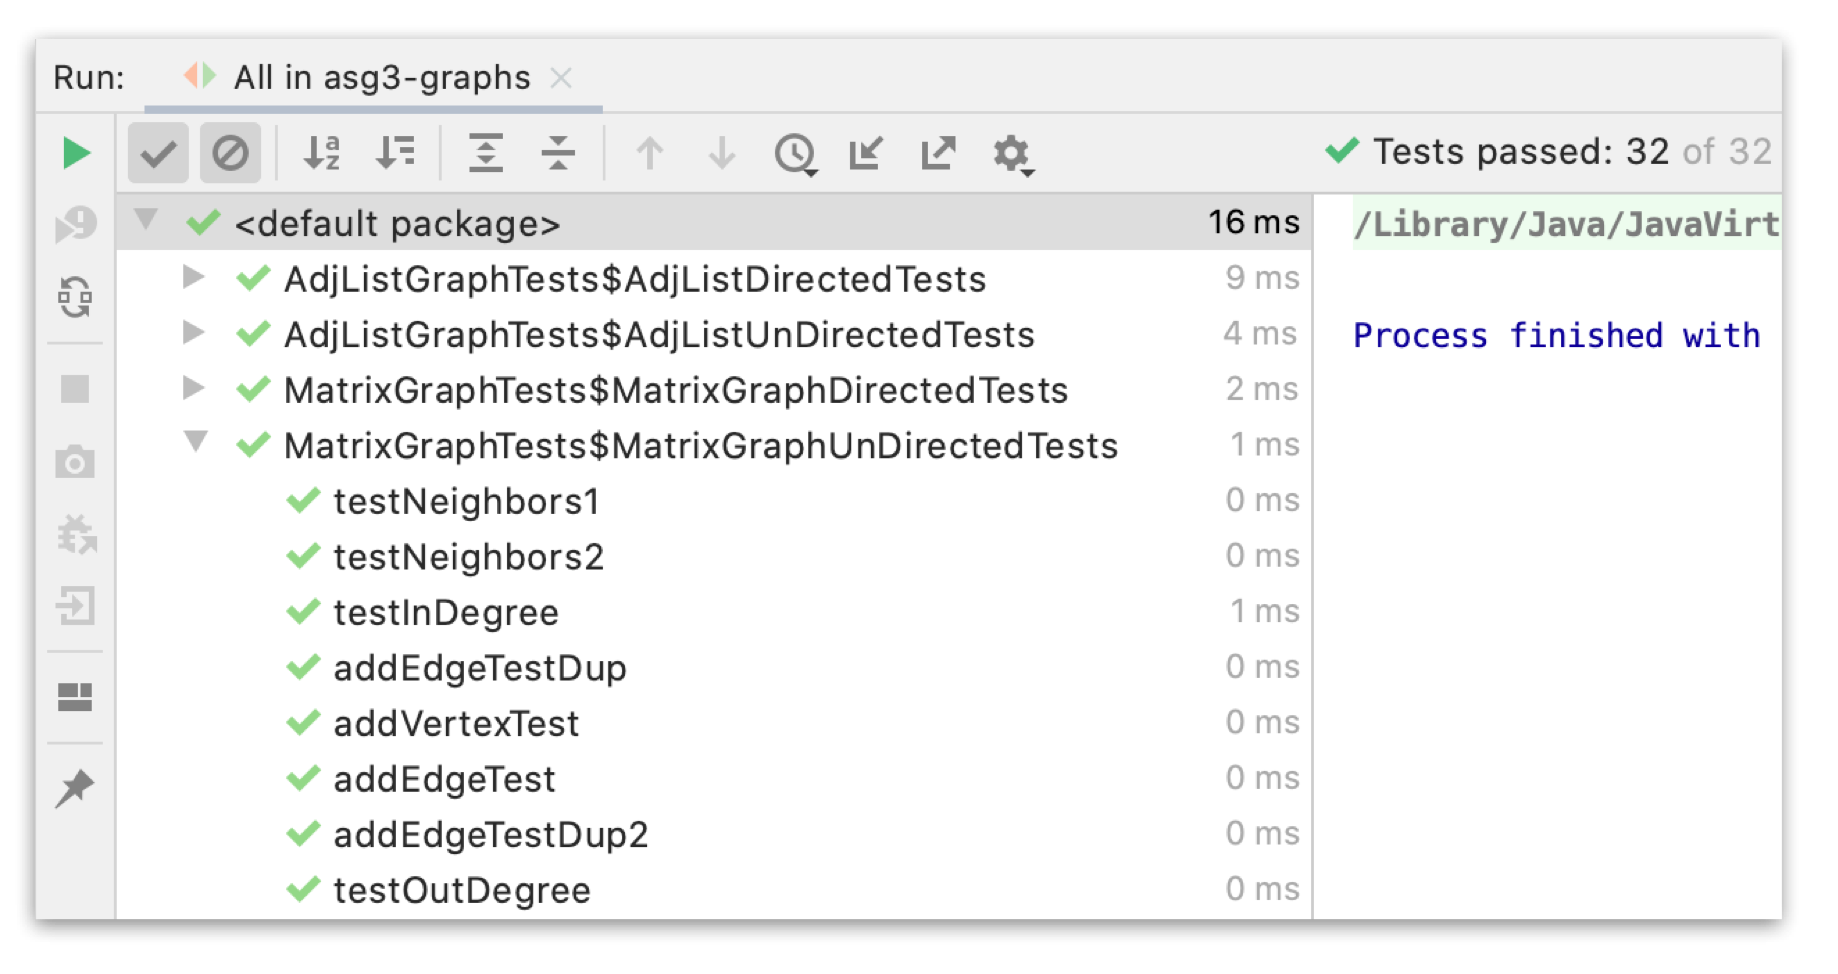 Run: All in asg3-graphs
Tests passed: 32 of 32
<default package> 16 ms
AdjListGraphTests$AdjListDirectedTests 9 ms
AdjListGraphTests$AdjListUnDirectedTests 4 ms
MatrixGraphTests$MatrixGraphDirectedTests 2 ms
MatrixGraphTests$MatrixGraphUnDirectedTests 1 ms
testNeighbors1 0 ms
testNeighbors2 0 ms
testInDegree 1 ms
addEdgeTestDup 0 ms
addVertexTest 0 ms
addEdgeTest 0 ms
addEdgeTestDup2 0 ms
testOutDegree 0 ms
/Library/Java/JavaVirt
Process finished with